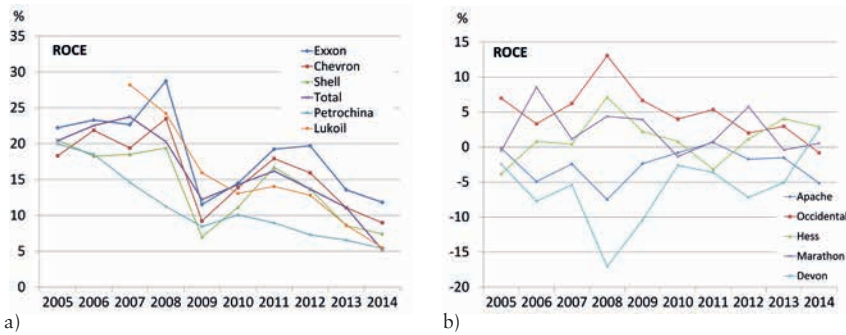 %
35
30
25
20
15
10
5
0
ROCE
Exxon
Chevron
Shell
Total
Petrochina
Lukoil
2005 2006 2007 2008 2009 2010 2011 2012 2013 2014
a)
%
15
10
5
0
-5
-10
-15
-20
ROCE
Apache
Occidental
Hess
Marathon
Devon
2005 2006 2007 2008 2009 2010 2011 2012 2013 2014
b)